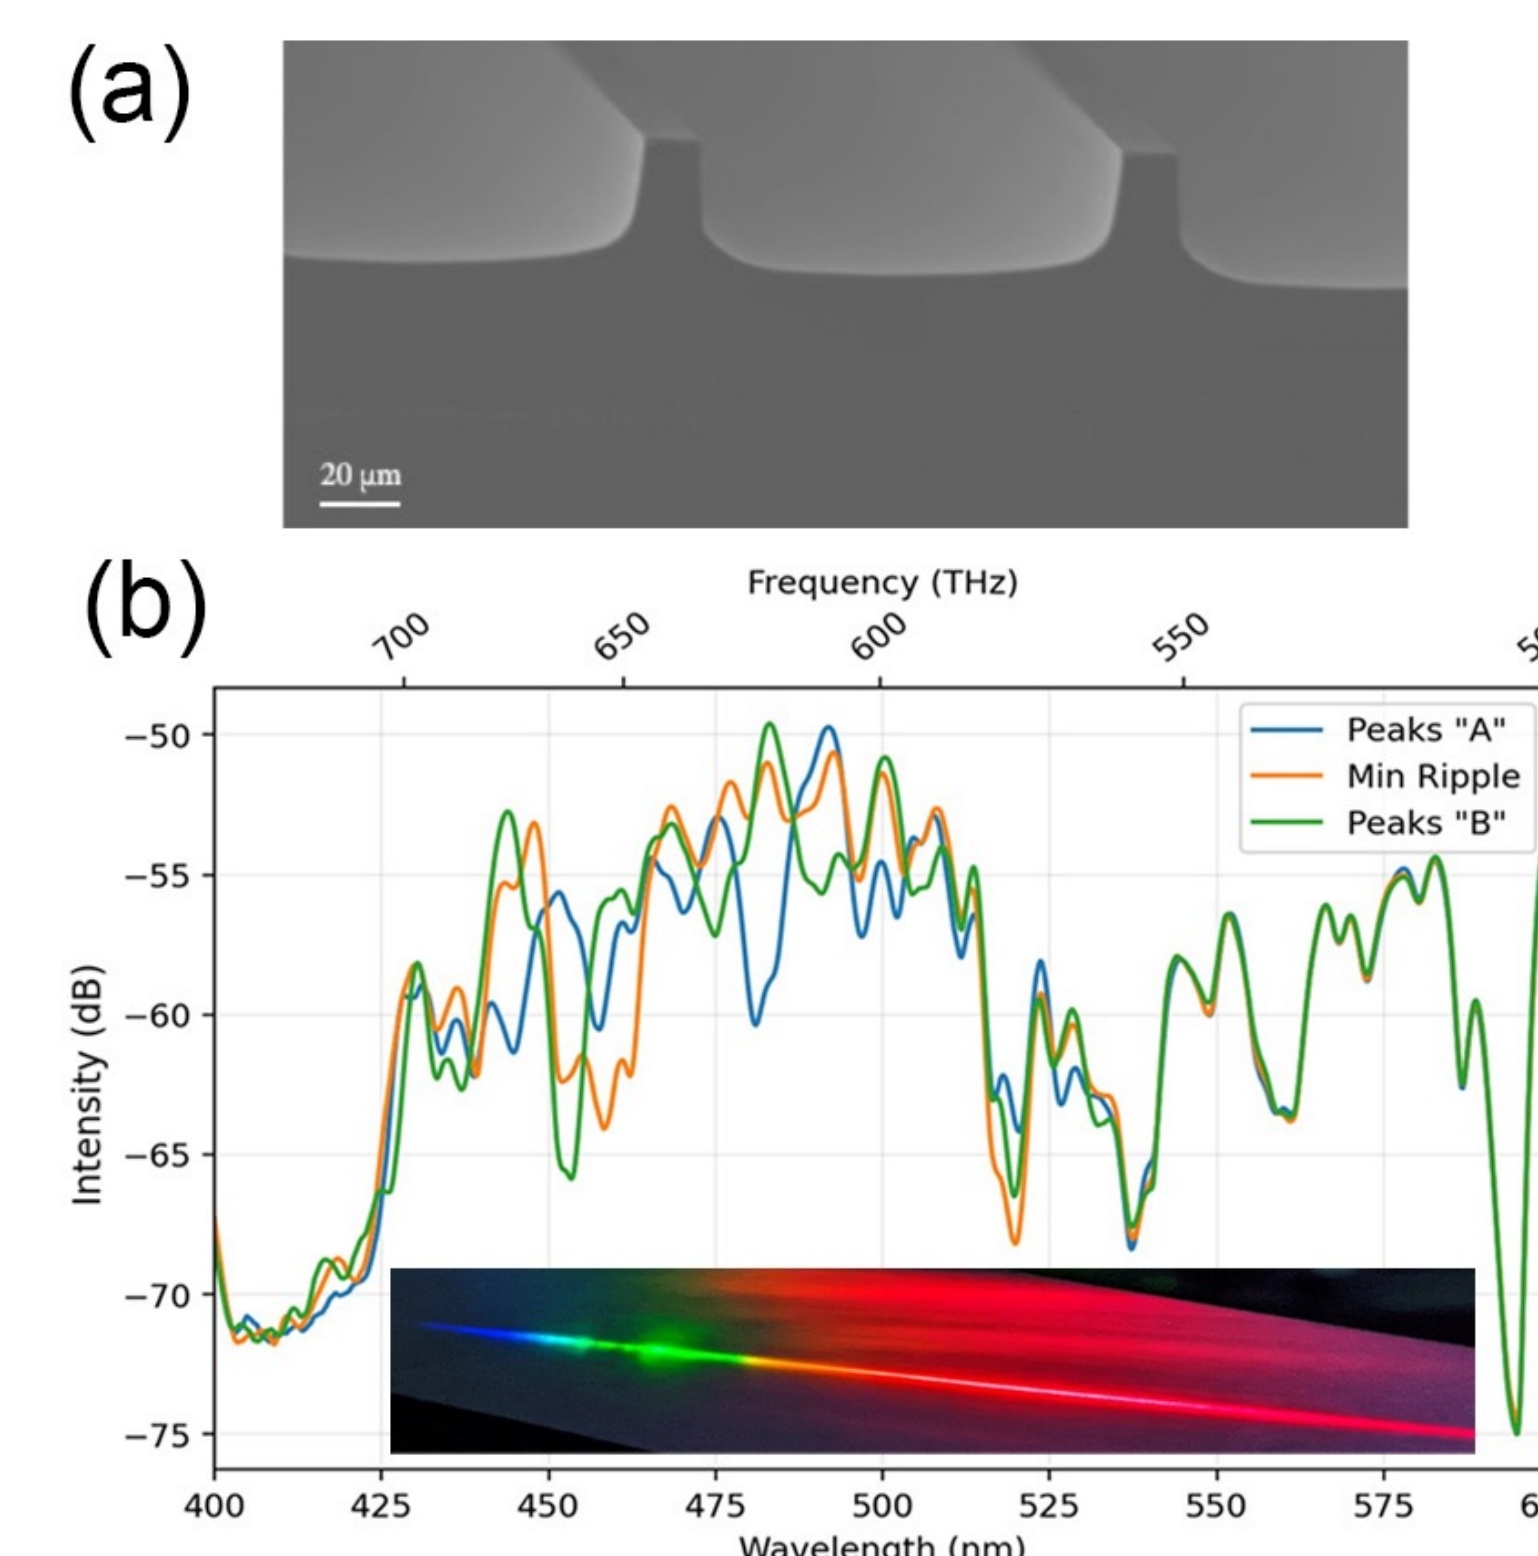 (a)
20 μm
(b)
Frequency (THz)
700 650 600 550
Peaks "A"
Min Ripple
Peaks "B"
Intensity (dB)
−50
−55
−60
−65
−70
−75
400 425 450 475 500 525 550 575
Wavelength (nm)